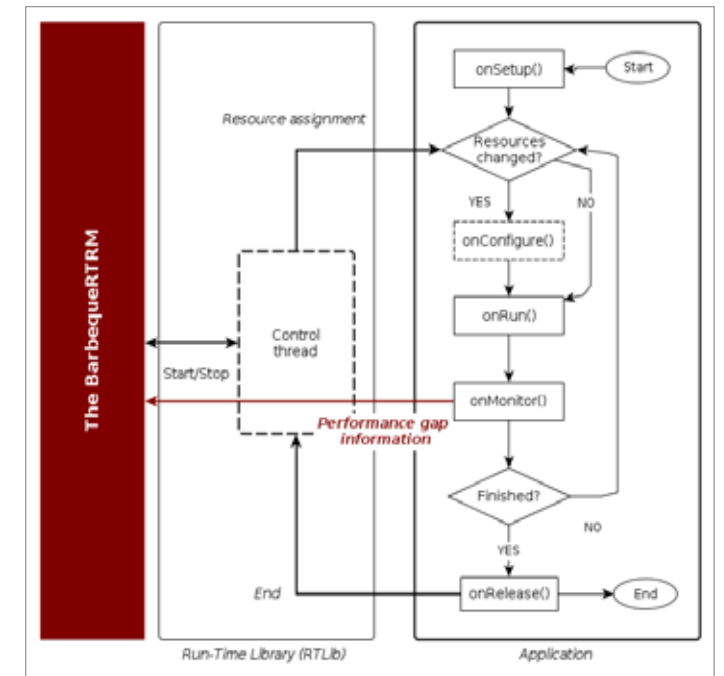 The BarbequeRTRM
Resource assignment
Control
thread
Start/Stop
Performance gap
information
End
Run-Time Library (RTLib)
Start
onSetup()
Resources
changed?
YES
NO
onConfigure()
onRun()
onMonitor()
Finished?
NO
YES
onRelease()
End
Application